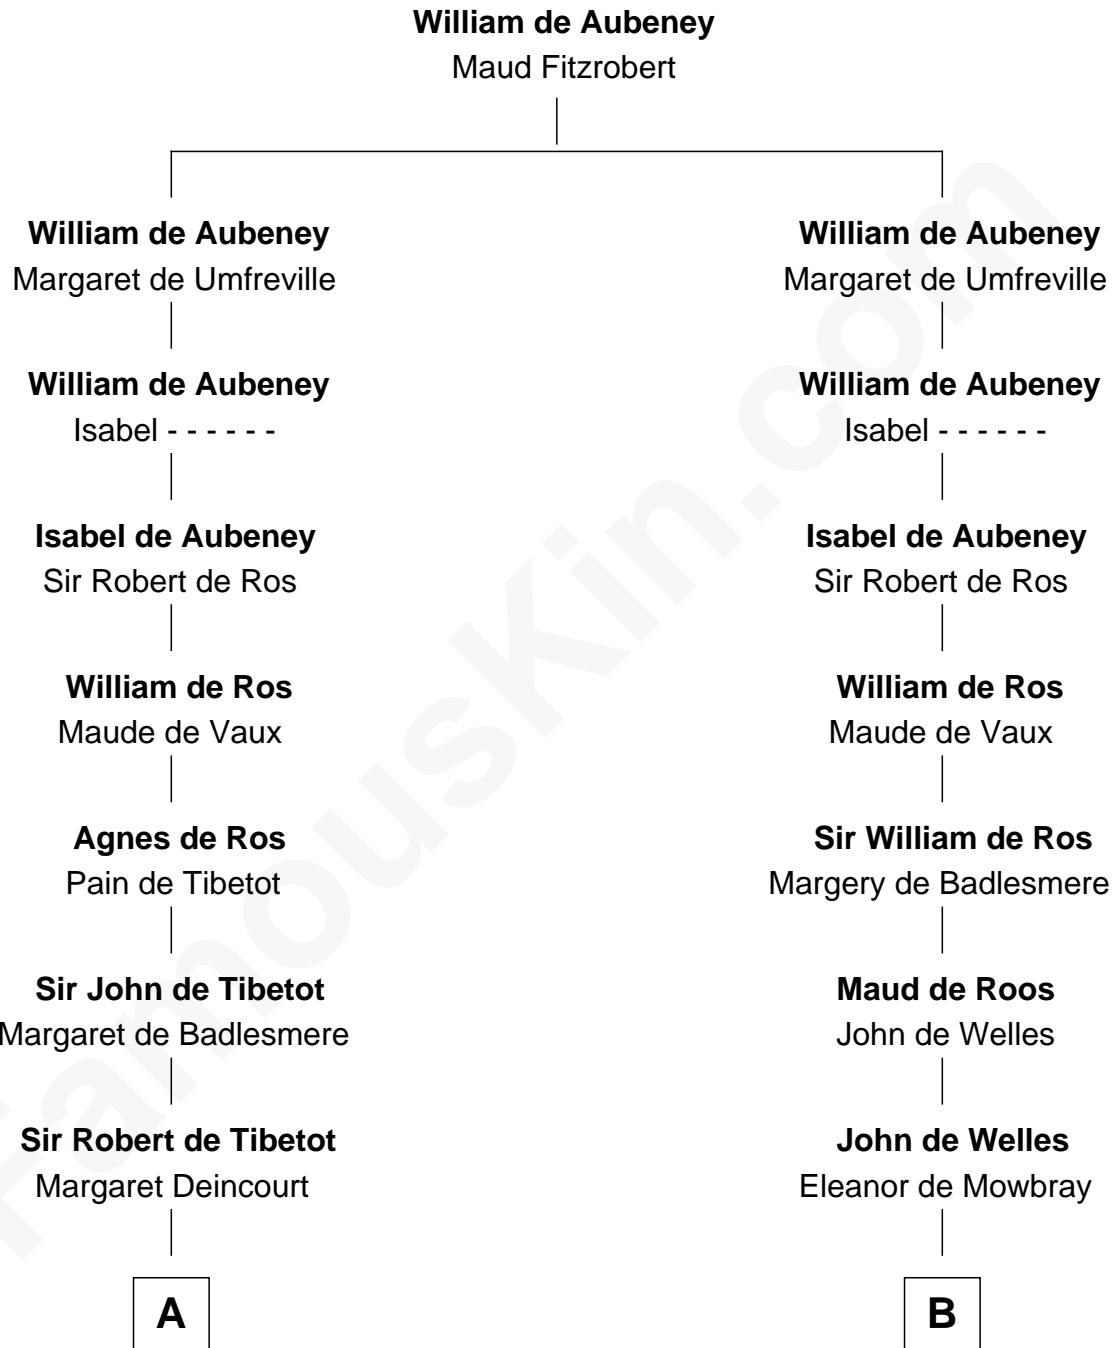 William de Aubeney
Maud Fitzrobert
William de Aubeney
Margaret de Umfreville
William de Aubeney
Isabel - - - - - -
Isabel de Aubeney
Sir Robert de Ros
William de Ros
Maude de Vaux
Agnes de Ros
Pain de Tibetot
Sir John de Tibetot
Margaret de Badlesmere
Sir Robert de Tibetot
Margaret Deincourt
A
William de Aubeney
Margaret de Umfreville
William de Aubeney
Isabel - - - - - -
Isabel de Aubeney
Sir Robert de Ros
William de Ros
Maude de Vaux
Sir William de Ros
Margery de Badlesmere
Maud de Roos
John de Welles
John de Welles
Eleanor de Mowbray
B
FamousKin.com